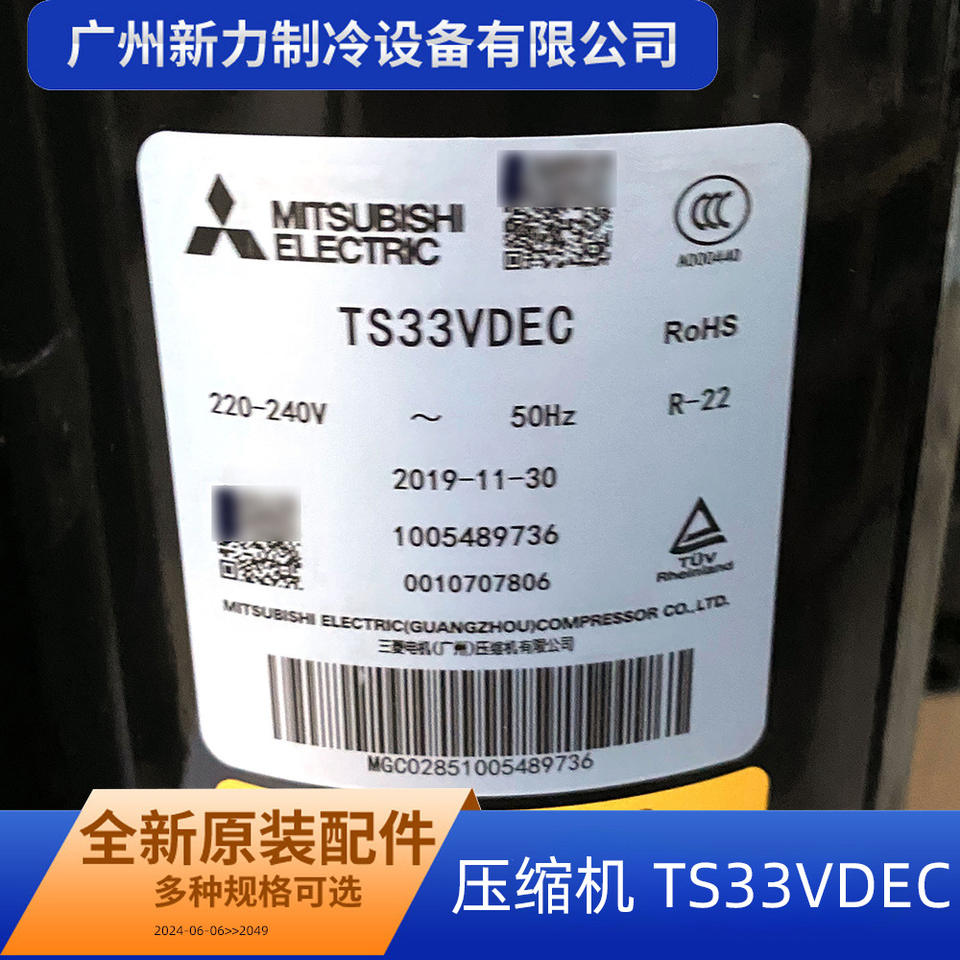 广州新力制冷设备有限公司
MITSUBISHI
ELECTRIC
CCC
A000440
TS33VDEC
RoHS
220-240V ～ 50Hz R-22
2019-11-30
1005489736
0010707806
TÜV
Rheinland
MITSUBISHI ELECTRIC(GUANGZHOU)COMPRESSOR CO.,LTD.
三菱电机(广州)压缩机有限公司
MGC02851005489736
全新原装配件
多种规格可选
2024-06-06>>2049
压缩机 TS33VDEC